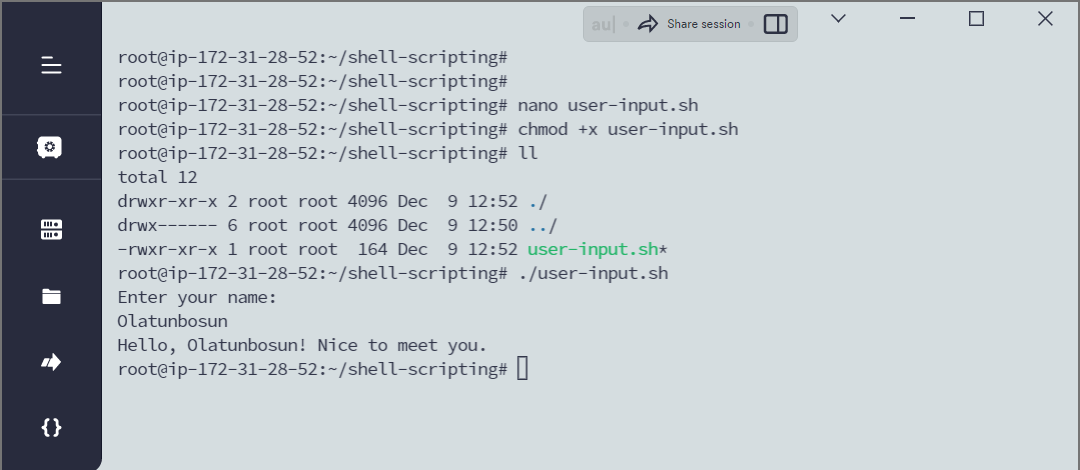 au| Share session
root@ip-172-31-28-52:~/shell-scripting#
root@ip-172-31-28-52:~/shell-scripting#
root@ip-172-31-28-52:~/shell-scripting# nano user-input.sh
root@ip-172-31-28-52:~/shell-scripting# chmod +x user-input.sh
root@ip-172-31-28-52:~/shell-scripting# ll
total 12
drwxr-xr-x 2 root root 4096 Dec  9 12:52 ./
drwx------ 6 root root 4096 Dec  9 12:50 ../
-rwxr-xr-x 1 root root  164 Dec  9 12:52 user-input.sh*
root@ip-172-31-28-52:~/shell-scripting# ./user-input.sh
Enter your name:
Olatunbosun
Hello, Olatunbosun! Nice to meet you.
root@ip-172-31-28-52:~/shell-scripting#